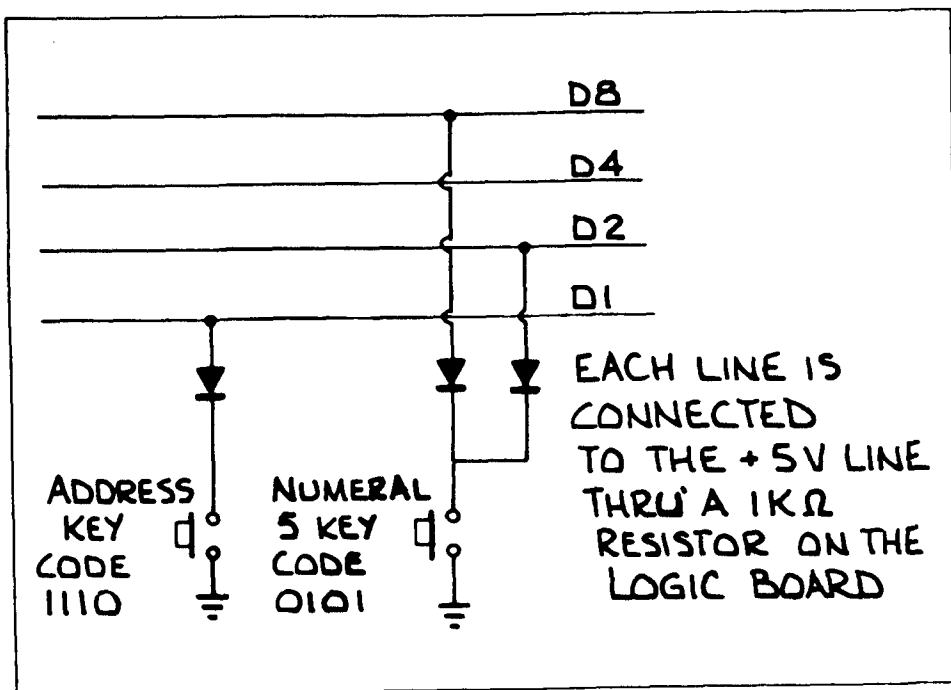 D8
D4
D2
D1
EACH LINE IS
CONNECTED
TO THE +5V LINE
THRU' A 1KΩ
RESISTOR ON THE
LOGIC BOARD
ADDRESS
KEY
CODE
1110
NUMERAL
5 KEY
CODE
0101